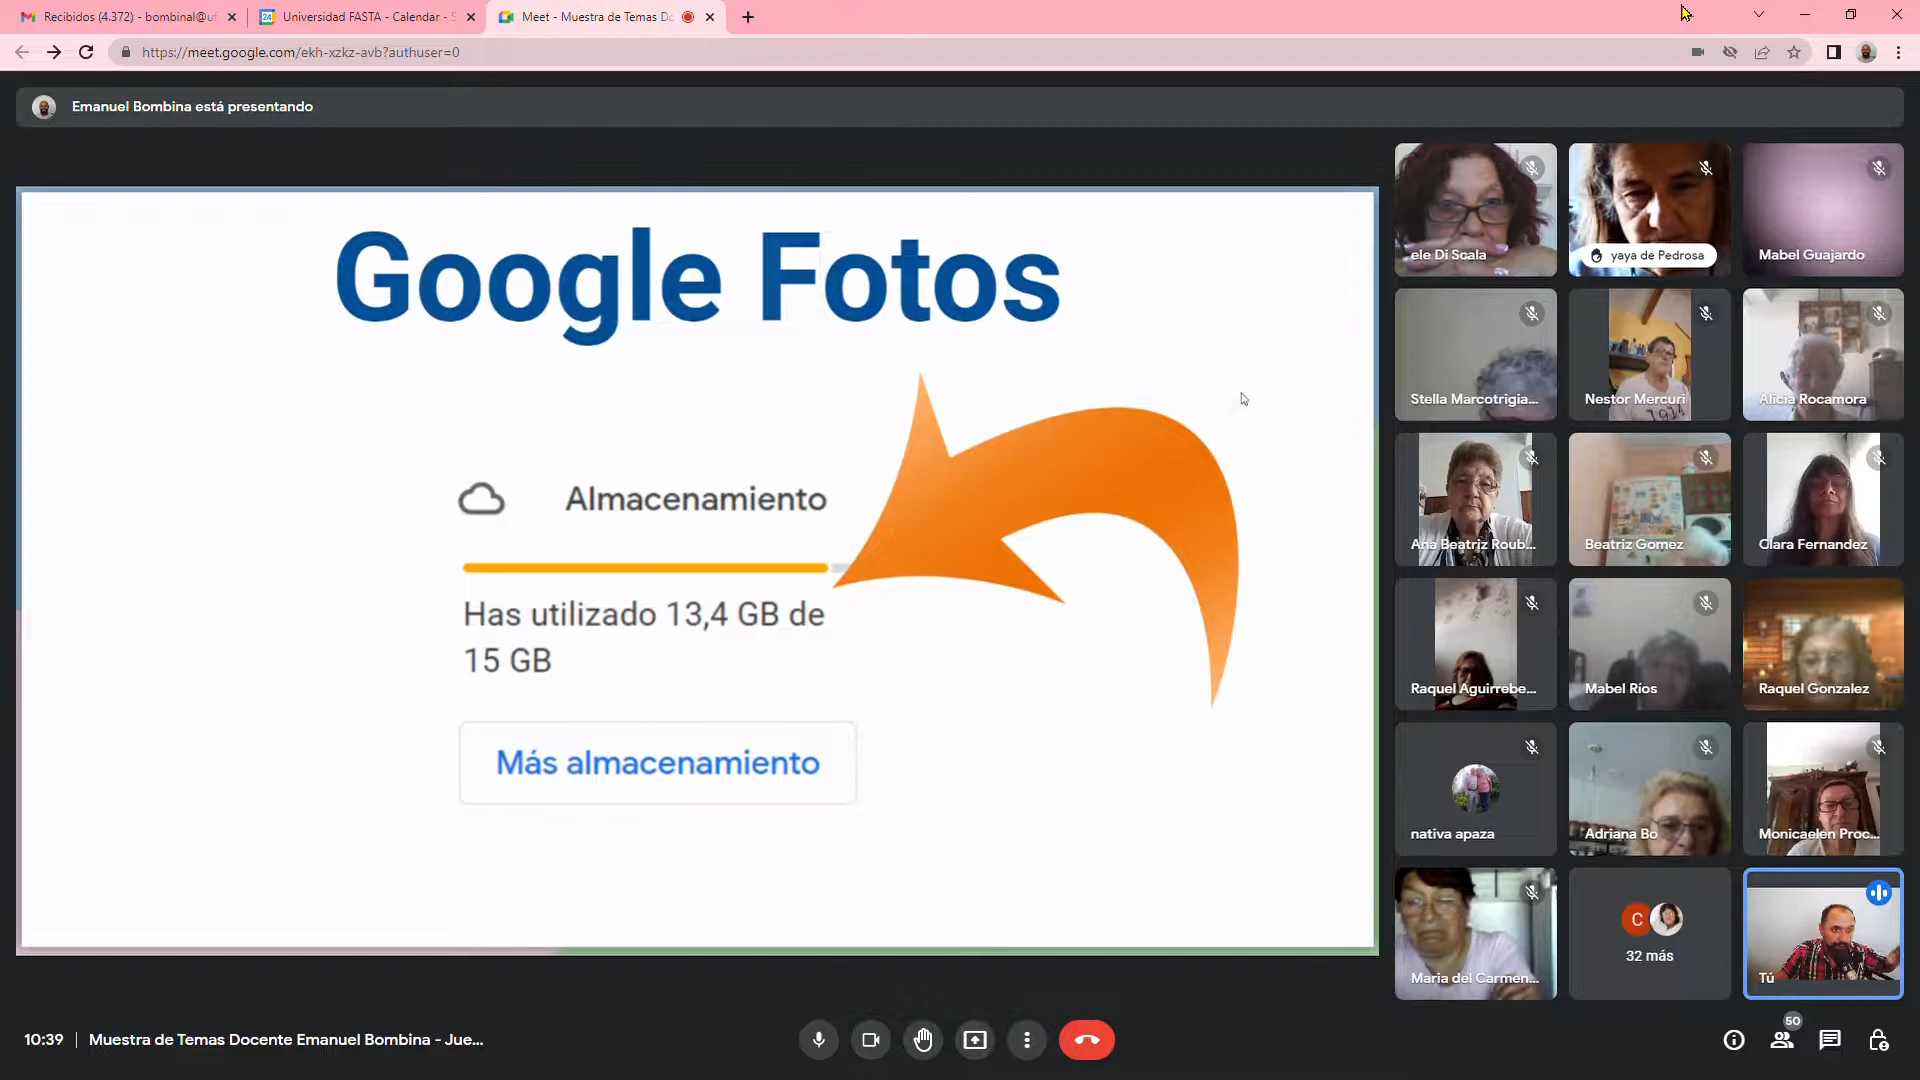 Recibidos (4.372) - bombinal@uf
Universidad FASTA - Calendar - S
Meet - Muestra de Temas Do
https://meet.google.com/ekh-xzkz-avb?authuser=0
Emanuel Bombina está presentando
Google Fotos
Almacenamiento
Has utilizado 13,4 GB de
15 GB
Más almacenamiento
ele Di Scala
yaya de Pedrosa
Mabel Guajardo
Stella Marcotrigia...
Nestor Mercuri
Alicia Rocamora
Ana Beatriz Roub...
Beatriz Gomez
Clara Fernandez
Raquel Aguirrebe...
Mabel Ríos
Raquel Gonzalez
nativa apaza
Adriana Bo
Monicaelen Proc...
Maria del Carmen...
C
32 más
Tú
10:39
Muestra de Temas Docente Emanuel Bombina - Jue...
50